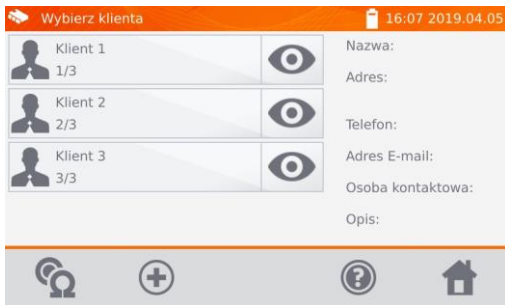 Wybierz klienta
16:07 2019.04.05
Klient 1
1/3
Klient 2
2/3
Klient 3
3/3
Nazwa:
Adres:
Telefon:
Adres E-mail:
Osoba kontaktowa:
Opis: